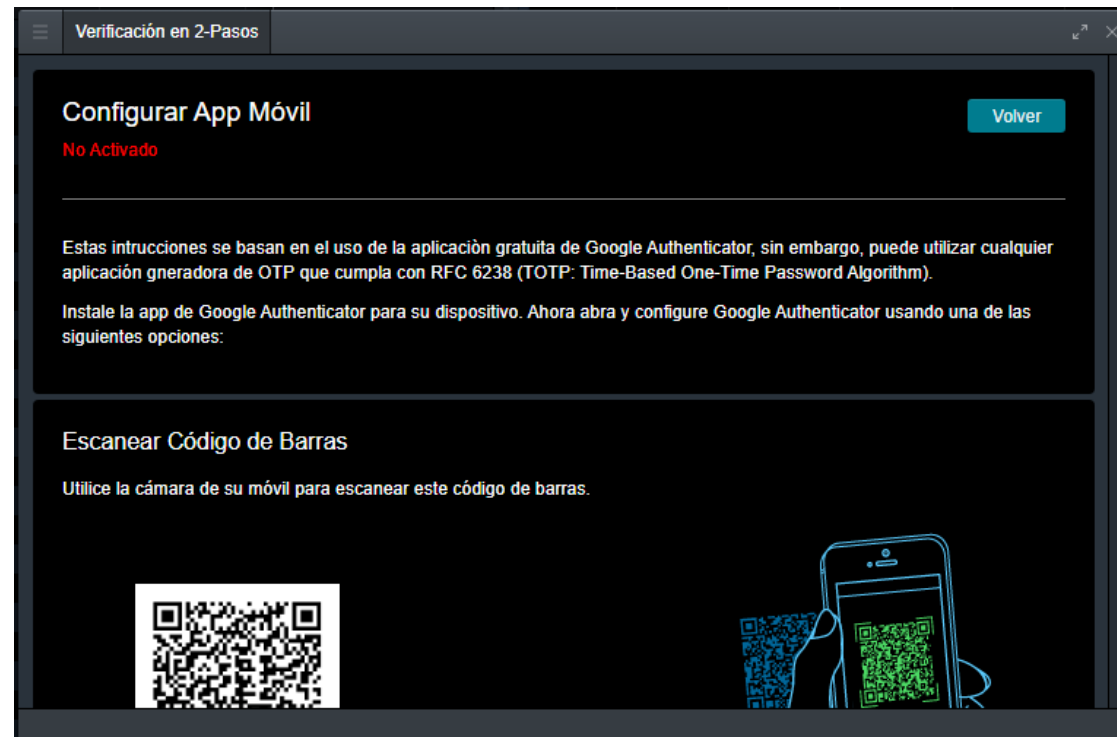 Verificación en 2-Pasos
Configurar App Móvil
Volver
No Activado
Estas intrucciones se basan en el uso de la aplicaciòn gratuita de Google Authenticator, sin embargo, puede utilizar cualquier
aplicación gneradora de OTP que cumpla con RFC 6238 (TOTP: Time-Based One-Time Password Algorithm).
Instale la app de Google Authenticator para su dispositivo. Ahora abra y configure Google Authenticator usando una de las
siguientes opciones:
Escanear Código de Barras
Utilice la cámara de su móvil para escanear este código de barras.